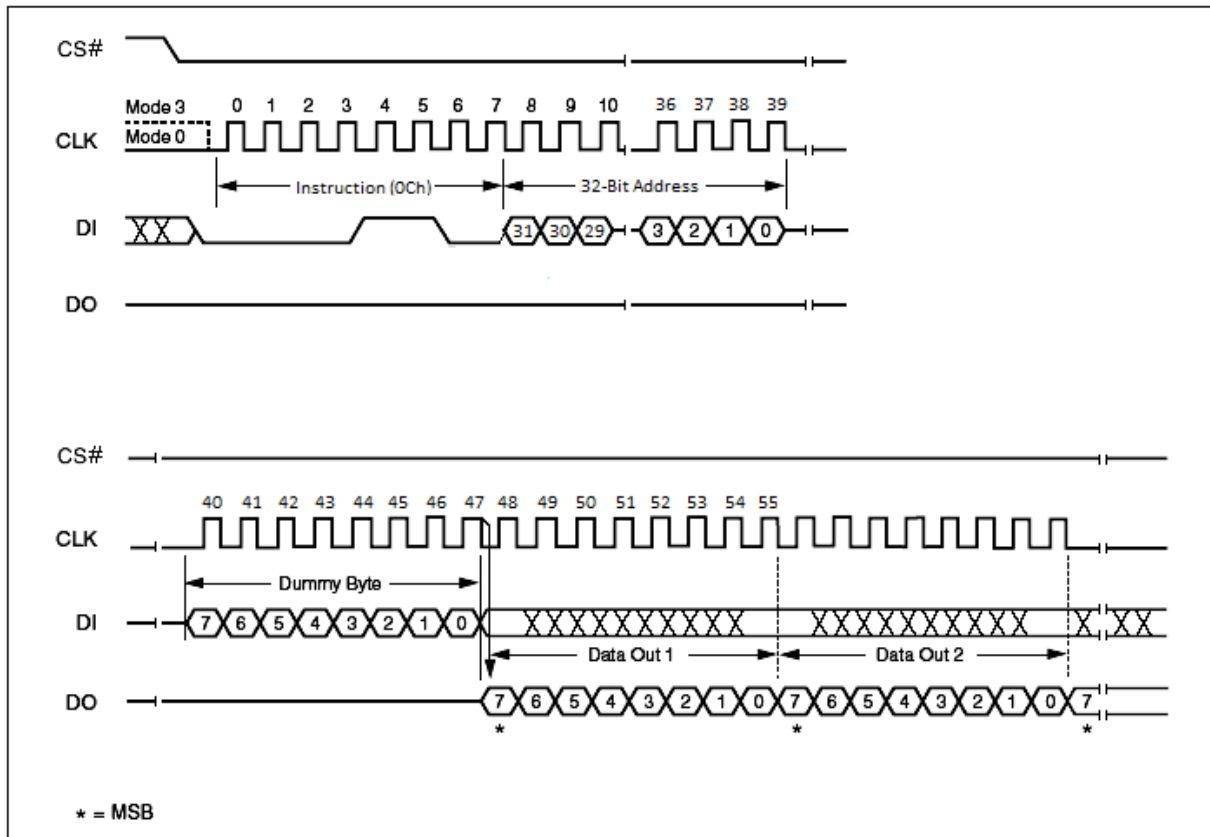 CS#
Mode 3
0 1 2 3 4 5 6 7 8 9 10 36 37 38 39
CLK
Mode 0
Instruction (0Ch)
32-Bit Address
DI
31 30 29 3 2 1 0
DO
CS#
40 41 42 43 44 45 46 47 48 49 50 51 52 53 54 55
CLK
Dummy Byte
DI
7 6 5 4 3 2 1 0
Data Out 1
Data Out 2
DO
7 6 5 4 3 2 1 0 7 6 5 4 3 2 1 0 7
* * *
* = MSB